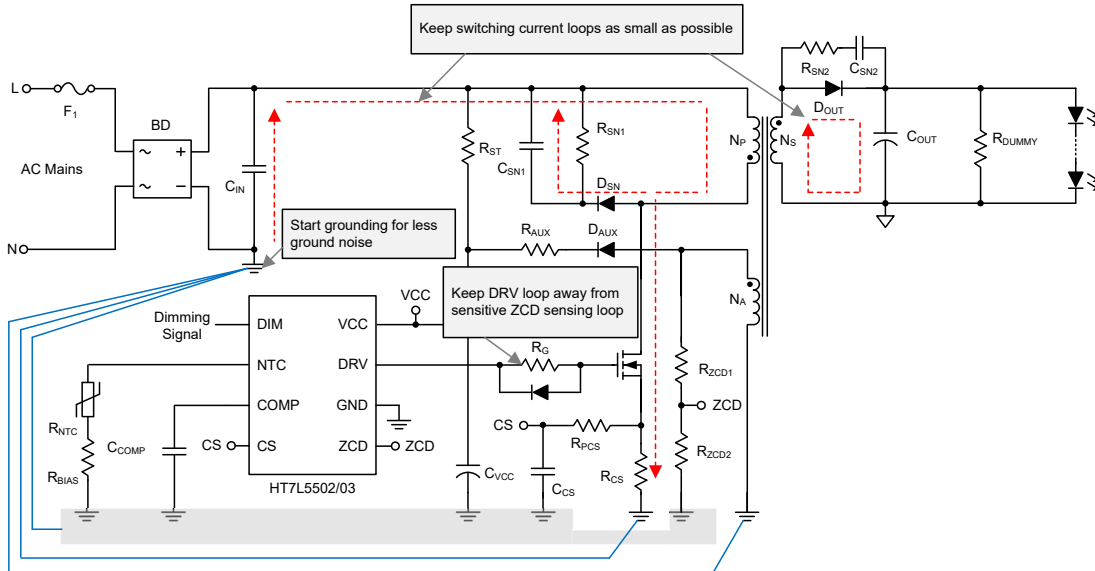 Keep switching current loops as small as possible
L
F1
BD
~
+
~
−
AC Mains
N
CIN
RST
CSN1
RSN1
DSN
NP
NS
RSN2
CSN2
DOUT
COUT
RDUMMY
Start grounding for less
ground noise
RAUX
DAUX
NA
Keep DRV loop away from
sensitive ZCD sensing loop
VCC
Dimming
Signal
DIM
VCC
NTC
DRV
COMP
GND
CS
CS
ZCD
ZCD
HT7L5502/03
RG
RZCD1
ZCD
RZCD2
CS
RPCS
RCS
CCS
CVCC
RNTC
RBIAS
CCOMP